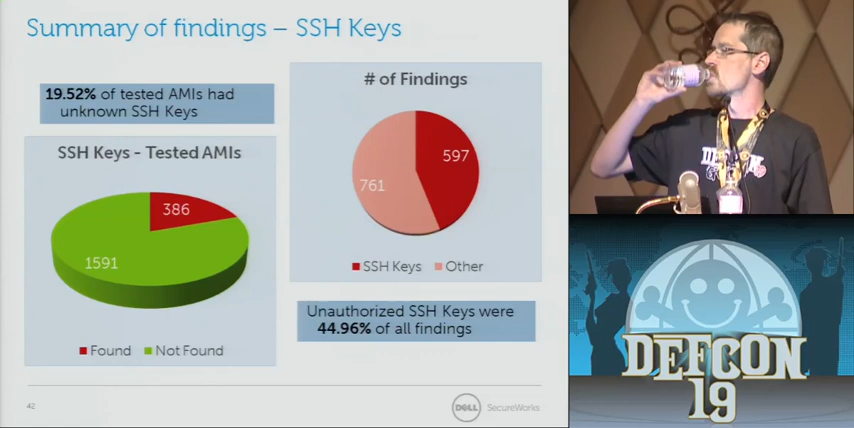 Summary of findings – SSH Keys
19.52% of tested AMIs had
unknown SSH Keys
SSH Keys - Tested AMIs
386
1591
Found Not Found
# of Findings
597
761
SSH Keys Other
Unauthorized SSH Keys were
44.96% of all findings
42
DELL SecureWorks
DEFCON
19